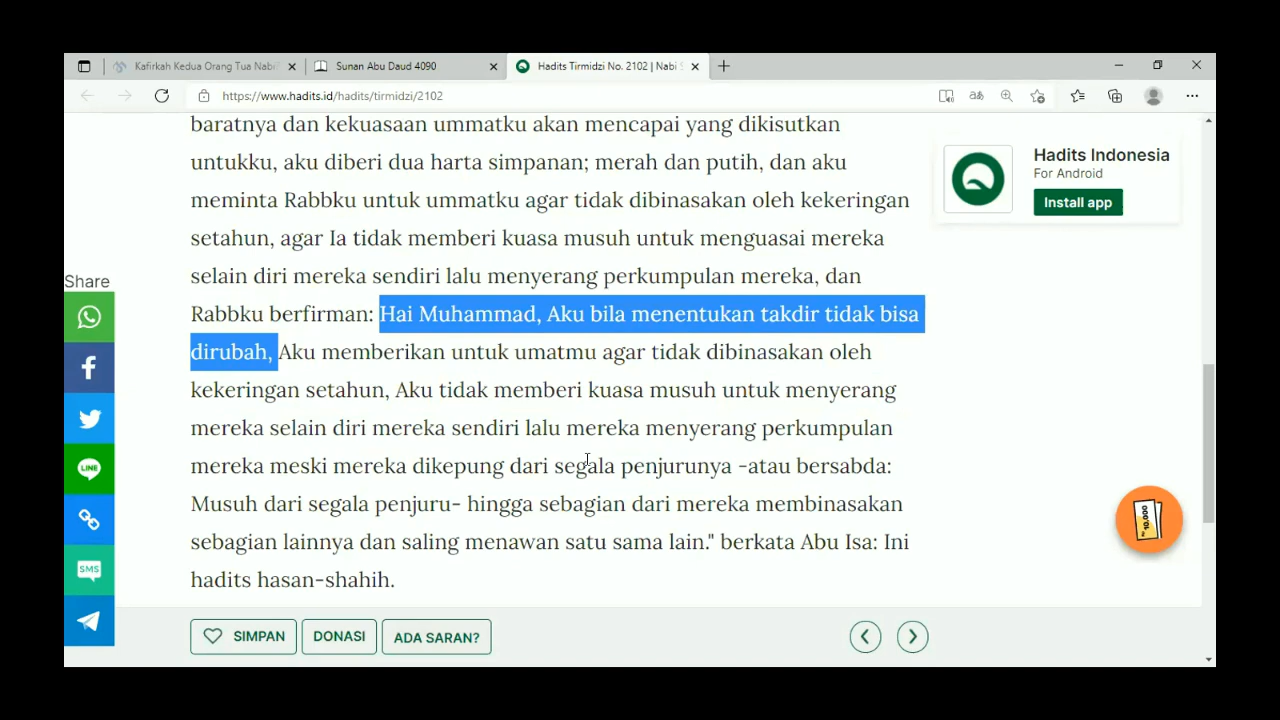 Kafirkah Kedua Orang Tua Nabi
Sunan Abu Daud 4090
Hadits Tirmidzi No. 2102 | Nabi S
https://www.hadits.id/hadits/tirmidzi/2102
baratnya dan kekuasaan ummatku akan mencapai yang dikisutkan
untukku, aku diberi dua harta simpanan; merah dan putih, dan aku
meminta Rabbku untuk ummatku agar tidak dibinasakan oleh kekeringan
setahun, agar Ia tidak memberi kuasa musuh untuk menguasai mereka
selain diri mereka sendiri lalu menyerang perkumpulan mereka, dan
Rabbku berfirman: Hai Muhammad, Aku bila menentukan takdir tidak bisa
dirubah, Aku memberikan untuk umatmu agar tidak dibinasakan oleh
kekeringan setahun, Aku tidak memberi kuasa musuh untuk menyerang
mereka selain diri mereka sendiri lalu mereka menyerang perkumpulan
mereka meski mereka dikepung dari segala penjurunya -atau bersabda:
Musuh dari segala penjuru- hingga sebagian dari mereka membinasakan
sebagian lainnya dan saling menawan satu sama lain." berkata Abu Isa: Ini
hadits hasan-shahih.
Hadits Indonesia
For Android
Install app
Share
LINE
SMS
Rp 10.000
SIMPAN
DONASI
ADA SARAN?